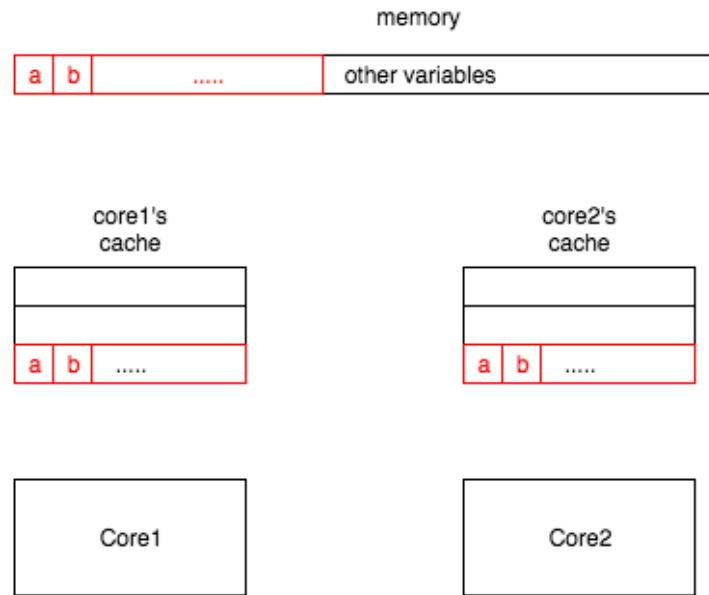 memory
a b ..... other variables
core1's
cache
core2's
cache
a b .....
a b .....
Core1
Core2